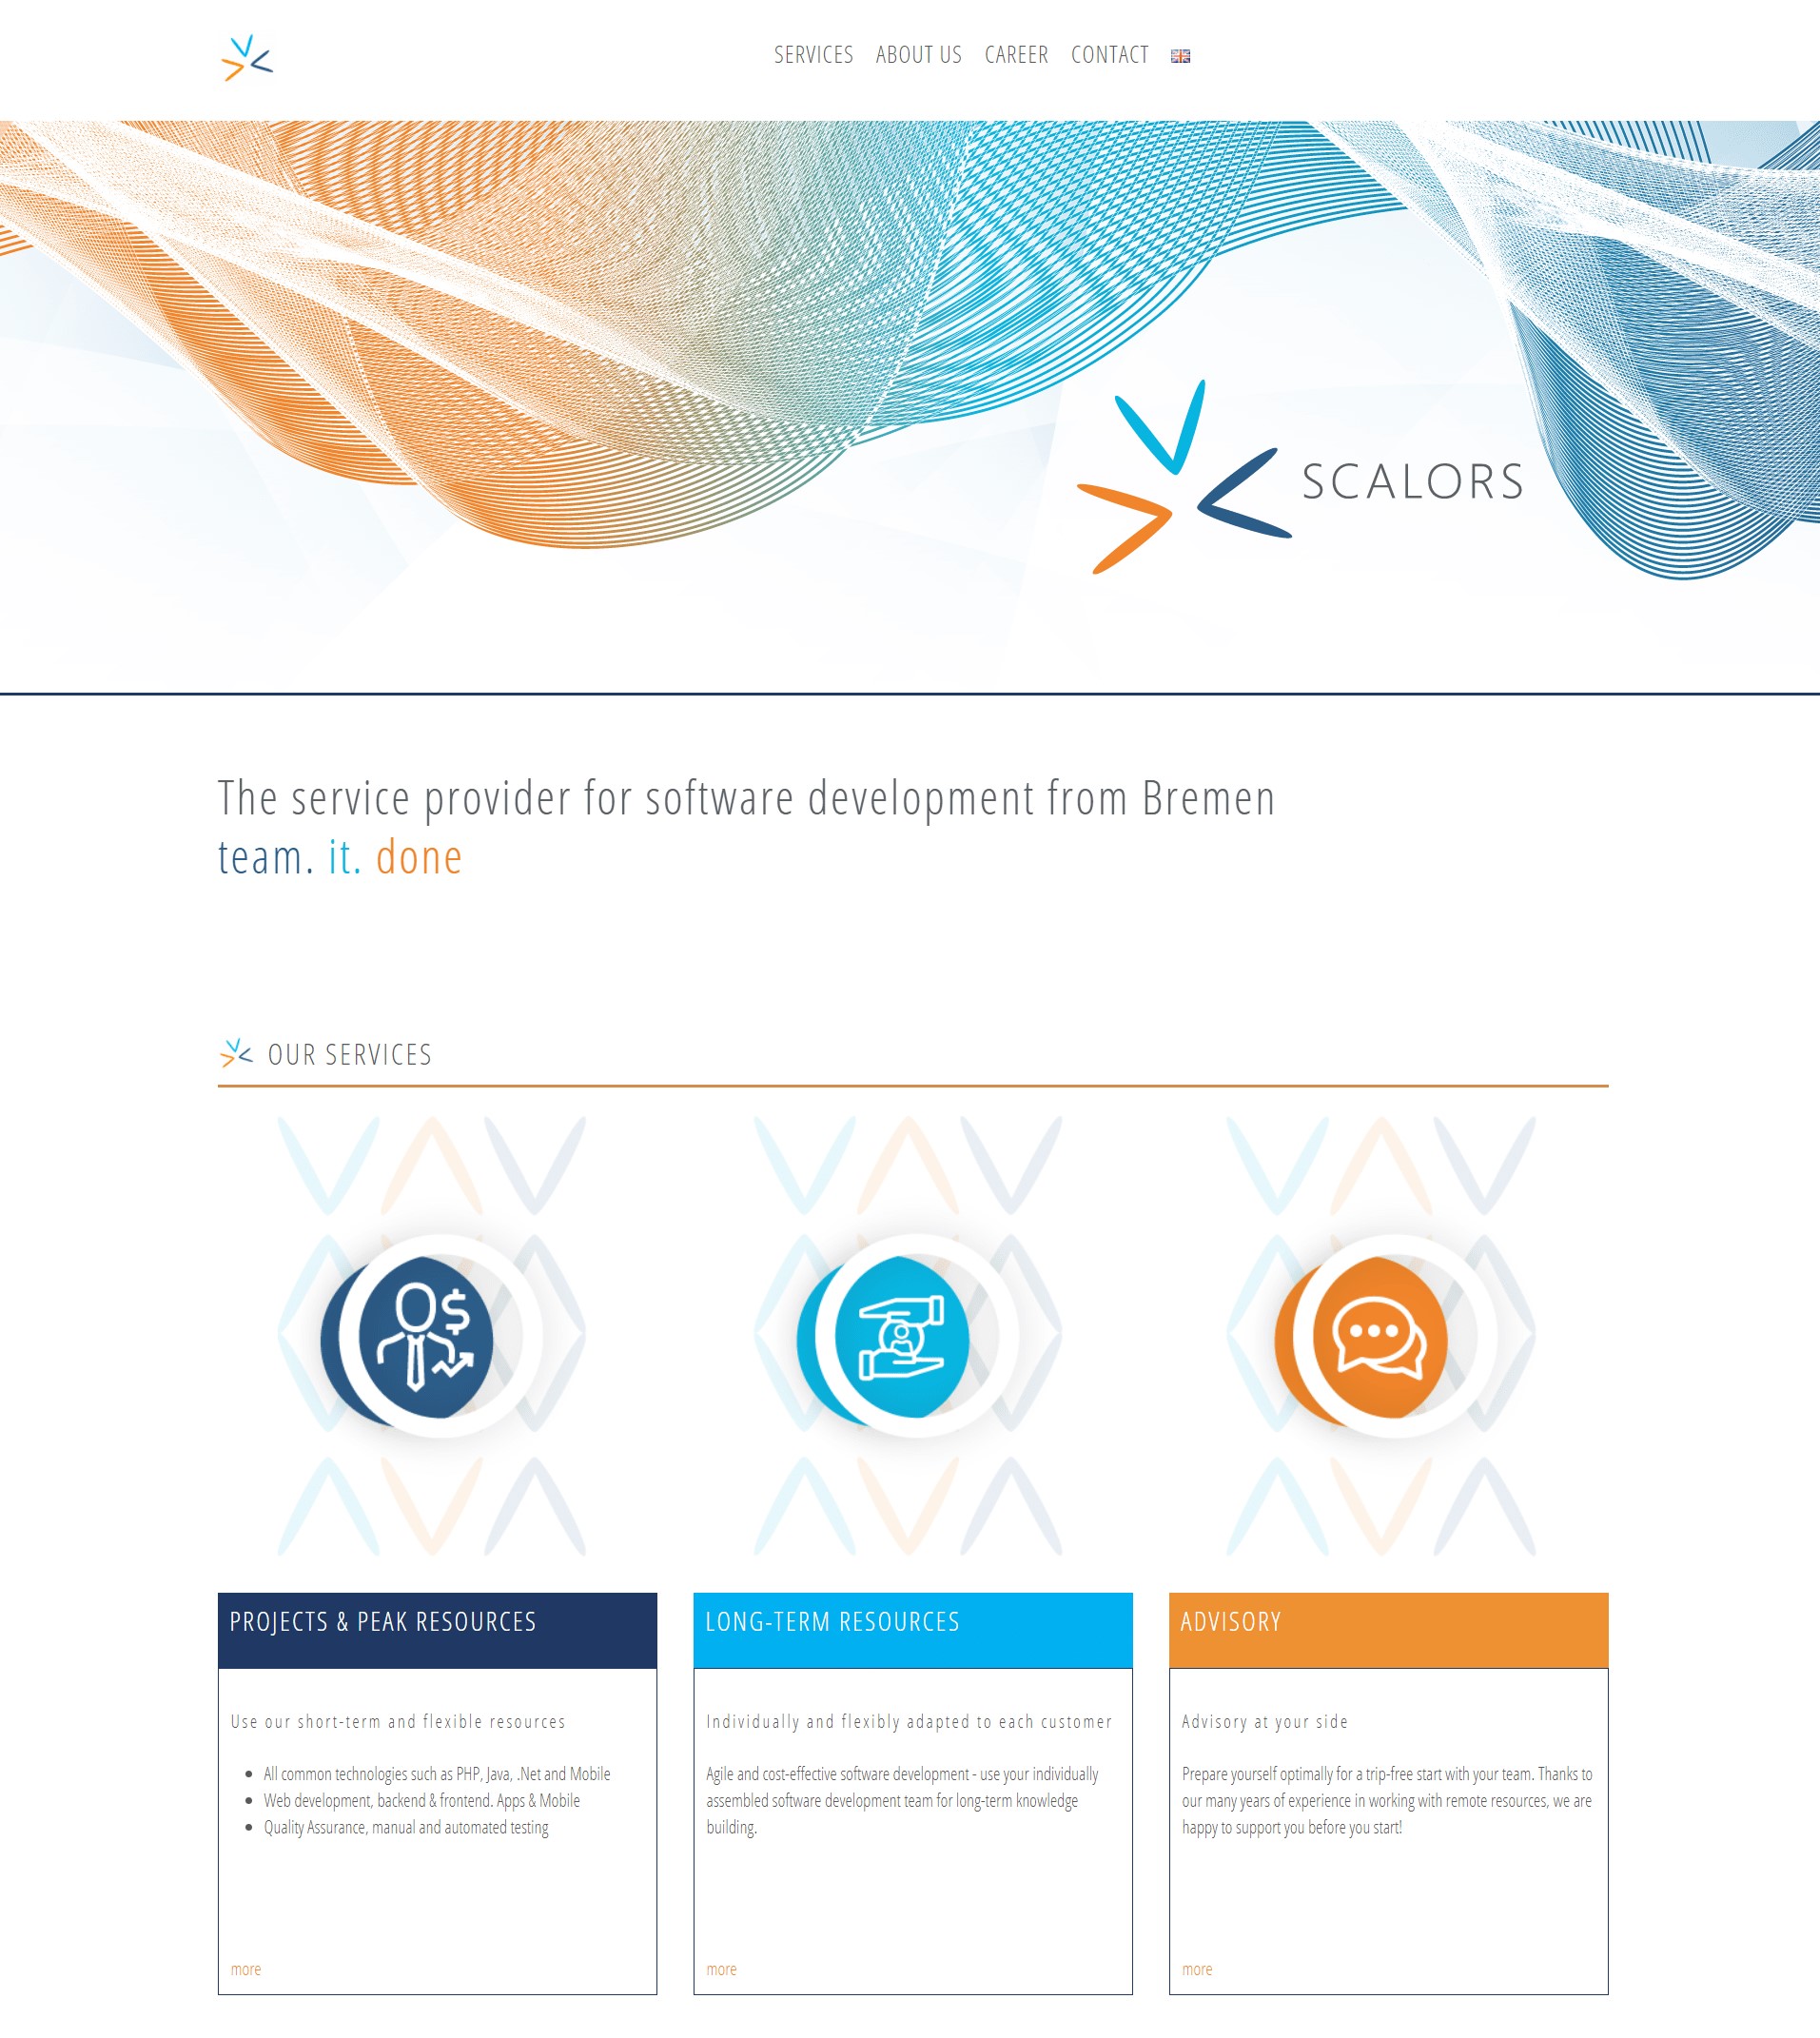 SERVICES ABOUT US CAREER CONTACT
SCALORS
The service provider for software development from Bremen
team. it. done
OUR SERVICES
$
PROJECTS & PEAK RESOURCES
Use our short-term and flexible resources
• All common technologies such as PHP, Java, .Net and Mobile
• Web development, backend & frontend. Apps & Mobile
• Quality Assurance, manual and automated testing
more
LONG-TERM RESOURCES
Individually and flexibly adapted to each customer
Agile and cost-effective software development - use your individually
assembled software development team for long-term knowledge
building.
more
ADVISORY
Advisory at your side
Prepare yourself optimally for a trip-free start with your team. Thanks to
our many years of experience in working with remote resources, we are
happy to support you before you start!
more